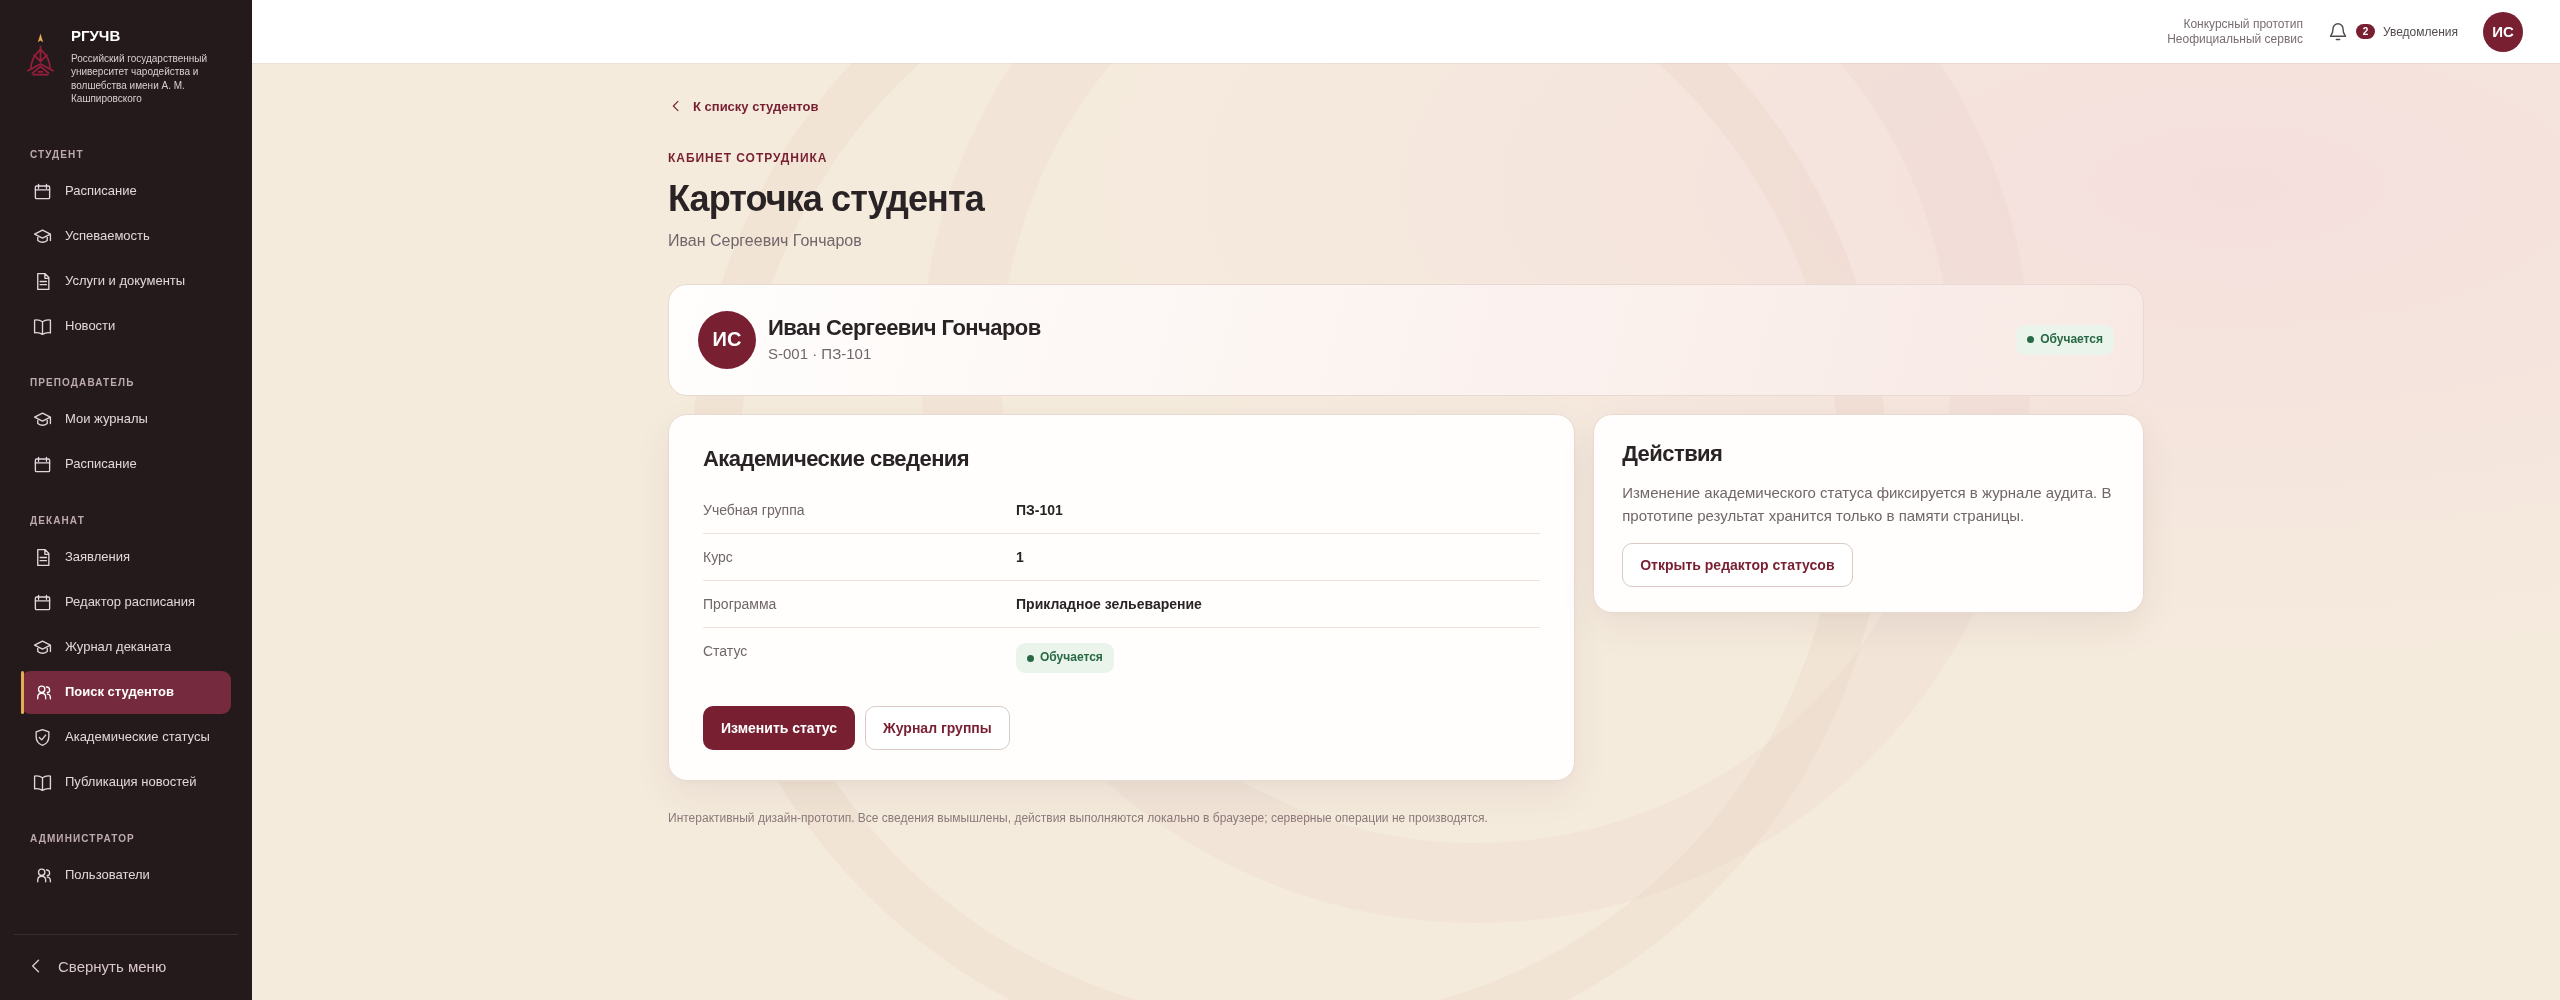 РГУЧВ
Российский государственный
университет чародейства и
волшебства имени А. М.
Кашпировского
СТУДЕНТ
Расписание
Успеваемость
Услуги и документы
Новости
ПРЕПОДАВАТЕЛЬ
Мои журналы
Расписание
ДЕКАНАТ
Заявления
Редактор расписания
Журнал деканата
Поиск студентов
Академические статусы
Публикация новостей
АДМИНИСТРАТОР
Пользователи
Свернуть меню
Конкурсный прототип
Неофициальный сервис
2 Уведомления
ИС
К списку студентов
КАБИНЕТ СОТРУДНИКА
Карточка студента
Иван Сергеевич Гончаров
ИС
Иван Сергеевич Гончаров
S-001 · ПЗ-101
Обучается
Академические сведения
Учебная группа ПЗ-101
Курс 1
Программа Прикладное зельеварение
Статус Обучается
Изменить статус Журнал группы
Действия
Изменение академического статуса фиксируется в журнале аудита. В
прототипе результат хранится только в памяти страницы.
Открыть редактор статусов
Интерактивный дизайн-прототип. Все сведения вымышлены, действия выполняются локально в браузере; серверные операции не производятся.